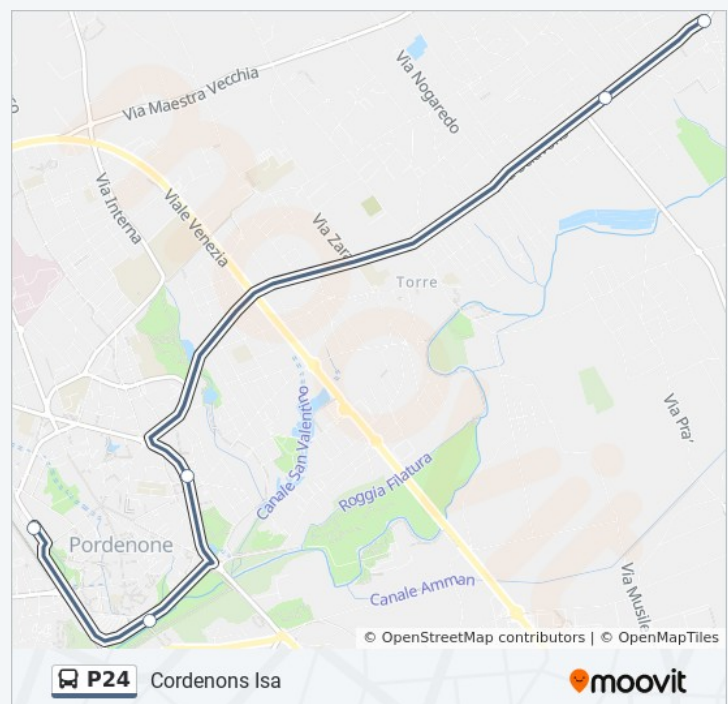 Via Maestra Vecchia
Via Nogaredo
Via Interna
Viale Venezia
Via Zara
Torre
Canale San Valentino
Via Pra'
Roggia Filatura
Pordenone
Canale Amman
Via Musile
© OpenStreetMap contributors | © OpenMapTiles
P24 Cordenons Isa
moovit